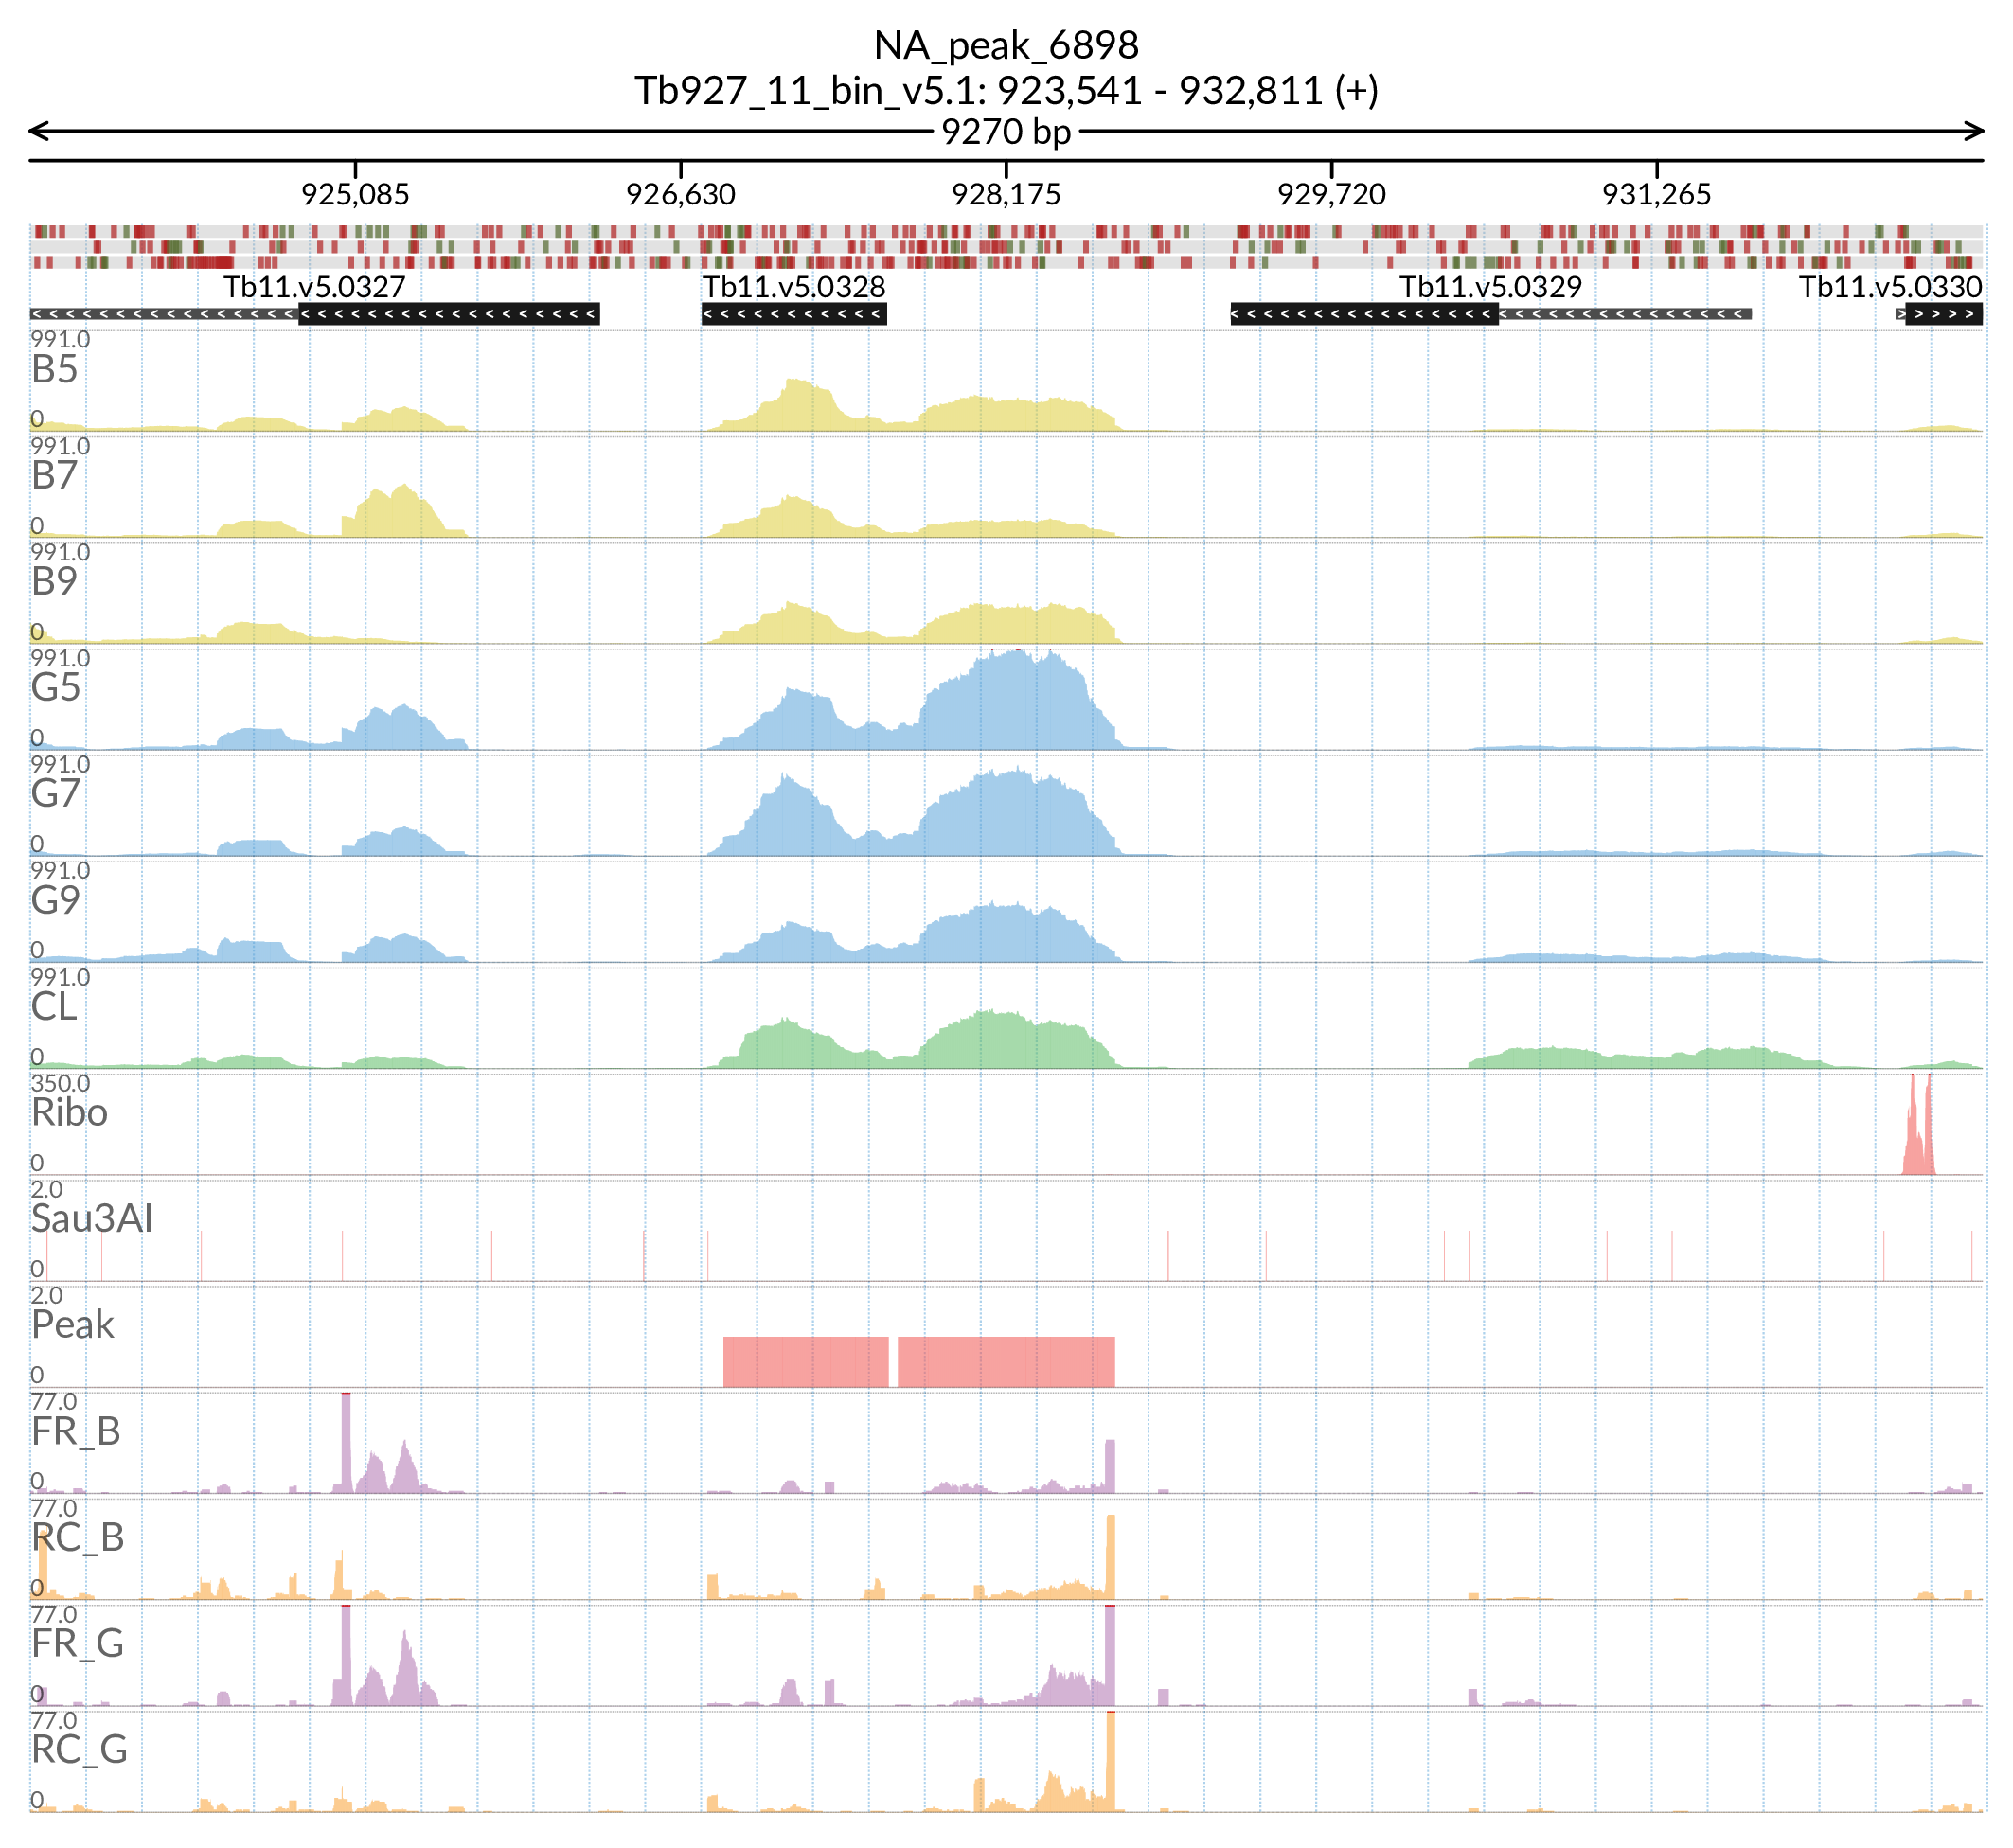 NA_peak_6898
Tb927_11_bin_v5.1: 923,541 - 932,811 (+)
9270 bp
925,085 926,630 928,175 929,720 931,265
Tb11.v5.0327 Tb11.v5.0328 Tb11.v5.0329 Tb11.v5.0330
991.0
B5
0
991.0
B7
0
991.0
B9
0
991.0
G5
0
991.0
G7
0
991.0
G9
0
991.0
CL
0
350.0
Ribo
0
2.0
Sau3AI
0
2.0
Peak
0
77.0
FR_B
0
77.0
RC_B
0
77.0
FR_G
0
77.0
RC_G
0